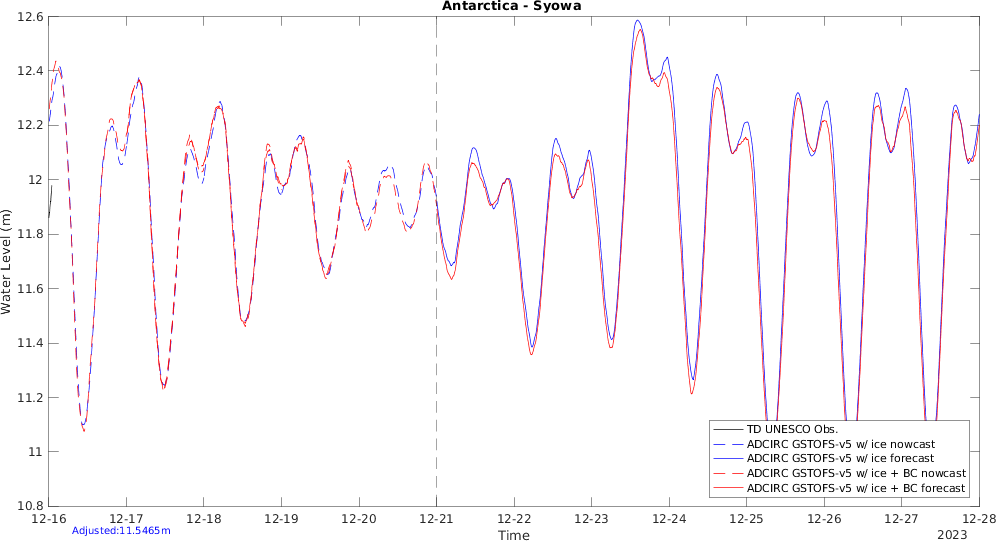 Antarctica - Syowa
Water Level (m)
12.6
12.4
12.2
12
11.8
11.6
11.4
11.2
11
10.8
TD UNESCO Obs.
ADCIRC GSTOFS-v5 w/ ice nowcast
ADCIRC GSTOFS-v5 w/ ice forecast
ADCIRC GSTOFS-v5 w/ ice + BC nowcast
ADCIRC GSTOFS-v5 w/ ice + BC forecast
12-16 12-17 12-18 12-19 12-20 12-21 12-22 12-23 12-24 12-25 12-26 12-27 12-28
Adjusted:11.5465m
Time
2023